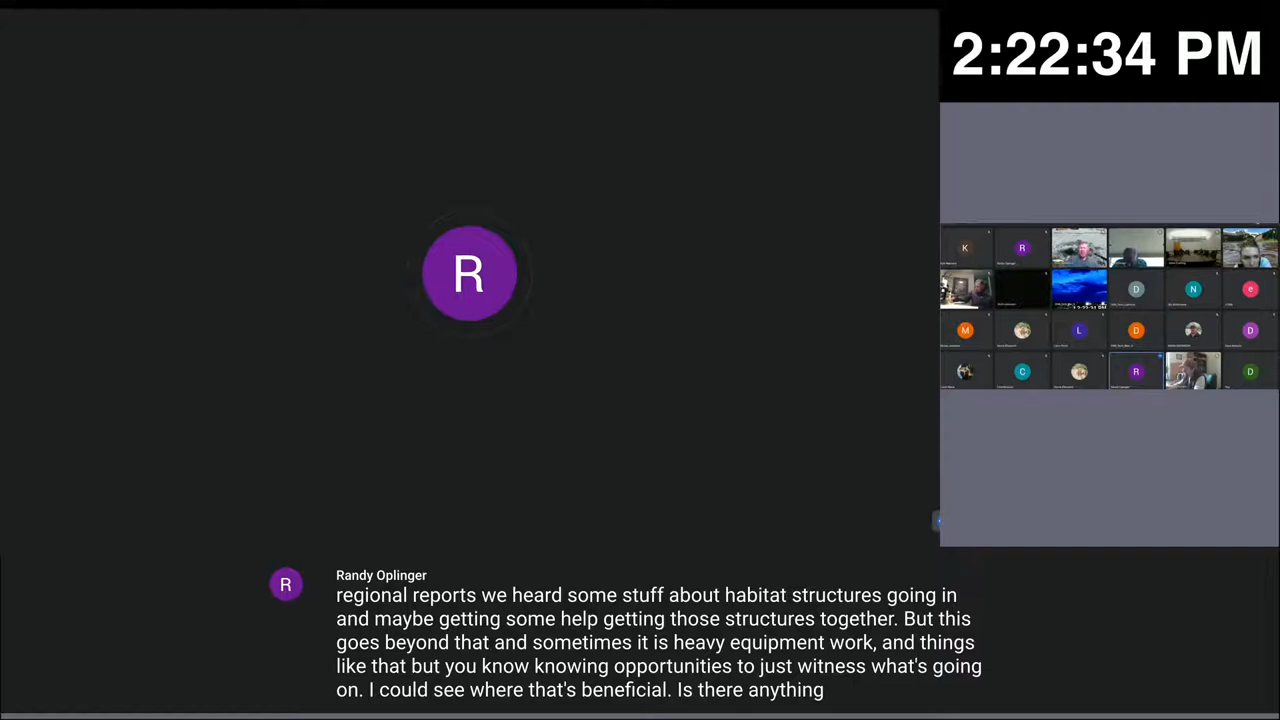 2:22:34 PM
R
K
R
D
N
e
M
L
D
D
C
R
D
R
Randy Oplinger
regional reports we heard some stuff about habitat structures going in
and maybe getting some help getting those structures together. But this
goes beyond that and sometimes it is heavy equipment work, and things
like that but you know knowing opportunities to just witness what's going
on. I could see where that's beneficial. Is there anything